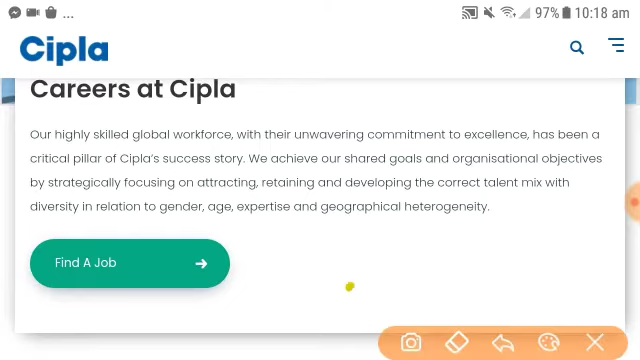 ... 97% 10:18 am
Cipla
Careers at Cipla
Our highly skilled global workforce, with their unwavering commitment to excellence, has been a
critical pillar of Cipla’s success story. We achieve our shared goals and organisational objectives
by strategically focusing on attracting, retaining and developing the correct talent mix with
diversity in relation to gender, age, expertise and geographical heterogeneity.
Find A Job